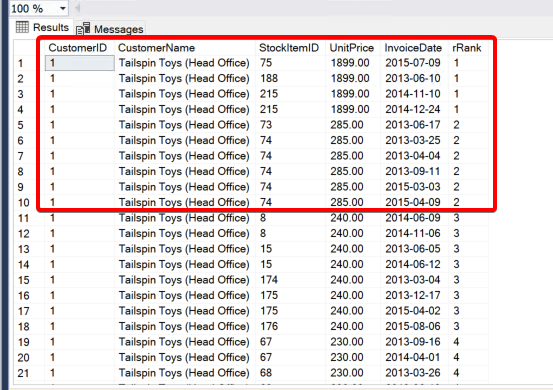 100 %
Results Messages
CustomerID CustomerName StockItemID UnitPrice InvoiceDate rRank
1 1 Tailspin Toys (Head Office) 75 1899.00 2015-07-09 1
2 1 Tailspin Toys (Head Office) 188 1899.00 2013-06-10 1
3 1 Tailspin Toys (Head Office) 215 1899.00 2014-11-10 1
4 1 Tailspin Toys (Head Office) 215 1899.00 2014-12-24 1
5 1 Tailspin Toys (Head Office) 73 285.00 2013-06-17 2
6 1 Tailspin Toys (Head Office) 74 285.00 2013-03-25 2
7 1 Tailspin Toys (Head Office) 74 285.00 2013-04-04 2
8 1 Tailspin Toys (Head Office) 74 285.00 2013-09-11 2
9 1 Tailspin Toys (Head Office) 74 285.00 2015-03-03 2
10 1 Tailspin Toys (Head Office) 74 285.00 2015-04-09 2
11 1 Tailspin Toys (Head Office) 8 240.00 2014-06-09 3
12 1 Tailspin Toys (Head Office) 8 240.00 2014-11-06 3
13 1 Tailspin Toys (Head Office) 15 240.00 2013-06-05 3
14 1 Tailspin Toys (Head Office) 15 240.00 2014-06-12 3
15 1 Tailspin Toys (Head Office) 174 240.00 2013-03-04 3
16 1 Tailspin Toys (Head Office) 175 240.00 2013-12-17 3
17 1 Tailspin Toys (Head Office) 175 240.00 2015-04-02 3
18 1 Tailspin Toys (Head Office) 176 240.00 2015-08-06 3
19 1 Tailspin Toys (Head Office) 67 230.00 2013-09-16 4
20 1 Tailspin Toys (Head Office) 67 230.00 2014-04-01 4
21 1 Tailspin Toys (Head Office) 68 230.00 2013-03-26 4